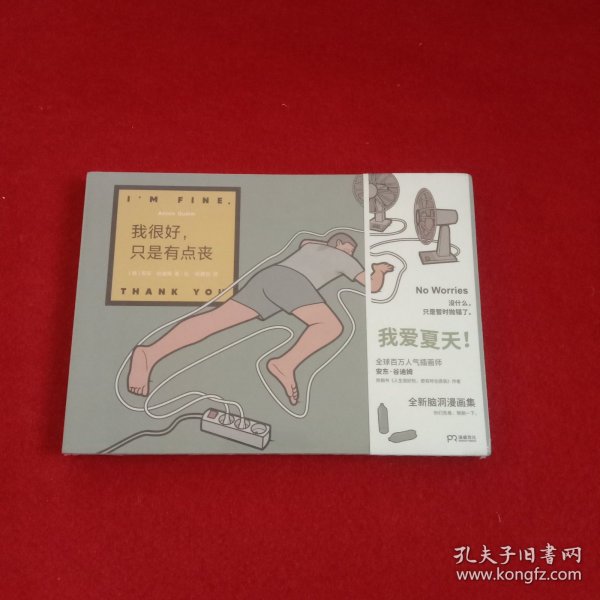 I'M FINE.
Anton Gudim
我很好，
只是有点丧
THANK YOU
No Worries
没什么，
只是暂时抛锚了。
我爱夏天！
全球百万人气插画师
安东·谷迪姆
全新脑洞漫画集
孔夫子旧书网
www.kongfz.com